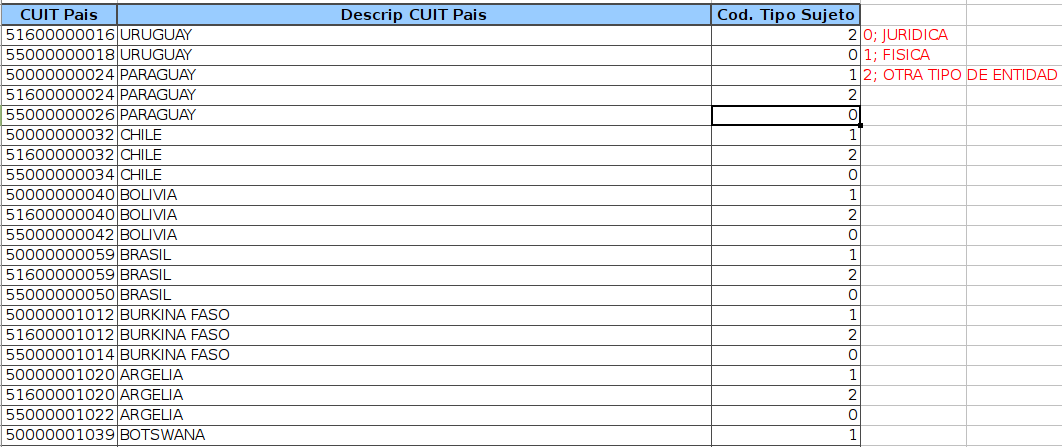 CUIT Pais Descrip CUIT Pais Cod. Tipo Sujeto
51600000016 URUGUAY 2 0; JURIDICA
55000000018 URUGUAY 0 1; FISICA
50000000024 PARAGUAY 1 2; OTRA TIPO DE ENTIDAD
51600000024 PARAGUAY 2
55000000026 PARAGUAY 0
50000000032 CHILE 1
51600000032 CHILE 2
55000000034 CHILE 0
50000000040 BOLIVIA 1
51600000040 BOLIVIA 2
55000000042 BOLIVIA 0
50000000059 BRASIL 1
51600000059 BRASIL 2
55000000050 BRASIL 0
50000001012 BURKINA FASO 1
51600001012 BURKINA FASO 2
55000001014 BURKINA FASO 0
50000001020 ARGELIA 1
51600001020 ARGELIA 2
55000001022 ARGELIA 0
50000001039 BOTSWANA 1